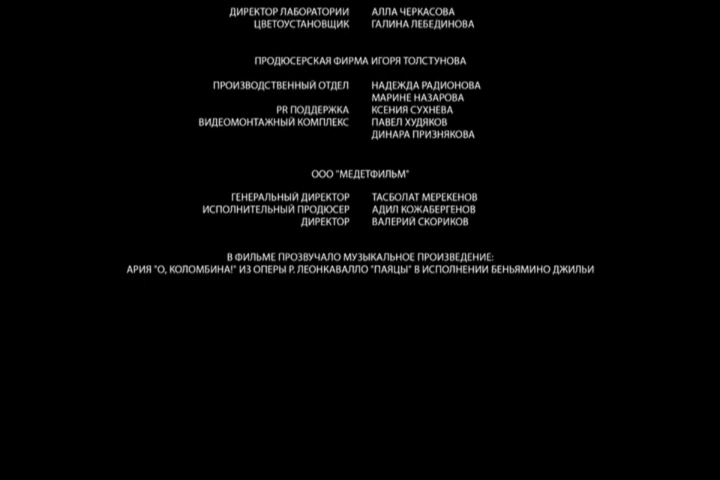 ДИРЕКТОР ЛАБОРАТОРИИ АЛЛА ЧЕРКАСОВА
ЦВЕТОУСТАНОВЩИК ГАЛИНА ЛЕБЕДИНОВА
ПРОДЮСЕРСКАЯ ФИРМА ИГОРЯ ТОЛСТУНОВА
ПРОИЗВОДСТВЕННЫЙ ОТДЕЛ НАДЕЖДА РАДИОНОВА
МАРИНЕ НАЗАРОВА
PR ПОДДЕРЖКА КСЕНИЯ СУХНЕВА
ВИДЕОМОНТАЖНЫЙ КОМПЛЕКС ПАВЕЛ ХУДЯКОВ
ДИНАРА ПРИЗНЯКОВА
ООО "МЕДЕТФИЛЬМ"
ГЕНЕРАЛЬНЫЙ ДИРЕКТОР ТАСБОЛАТ МЕРЕКЕНОВ
ИСПОЛНИТЕЛЬНЫЙ ПРОДЮСЕР АДИЛ КОЖАБЕРГЕНОВ
ДИРЕКТОР ВАЛЕРИЙ СКОРИКОВ
В ФИЛЬМЕ ПРОЗВУЧАЛО МУЗЫКАЛЬНОЕ ПРОИЗВЕДЕНИЕ:
АРИЯ "О, КОЛОМБИНА!" ИЗ ОПЕРЫ Р. ЛЕОНКАВАЛЛО "ПАЯЦЫ" В ИСПОЛНЕНИИ БЕНЬЯМИНО ДЖИЛЬИ